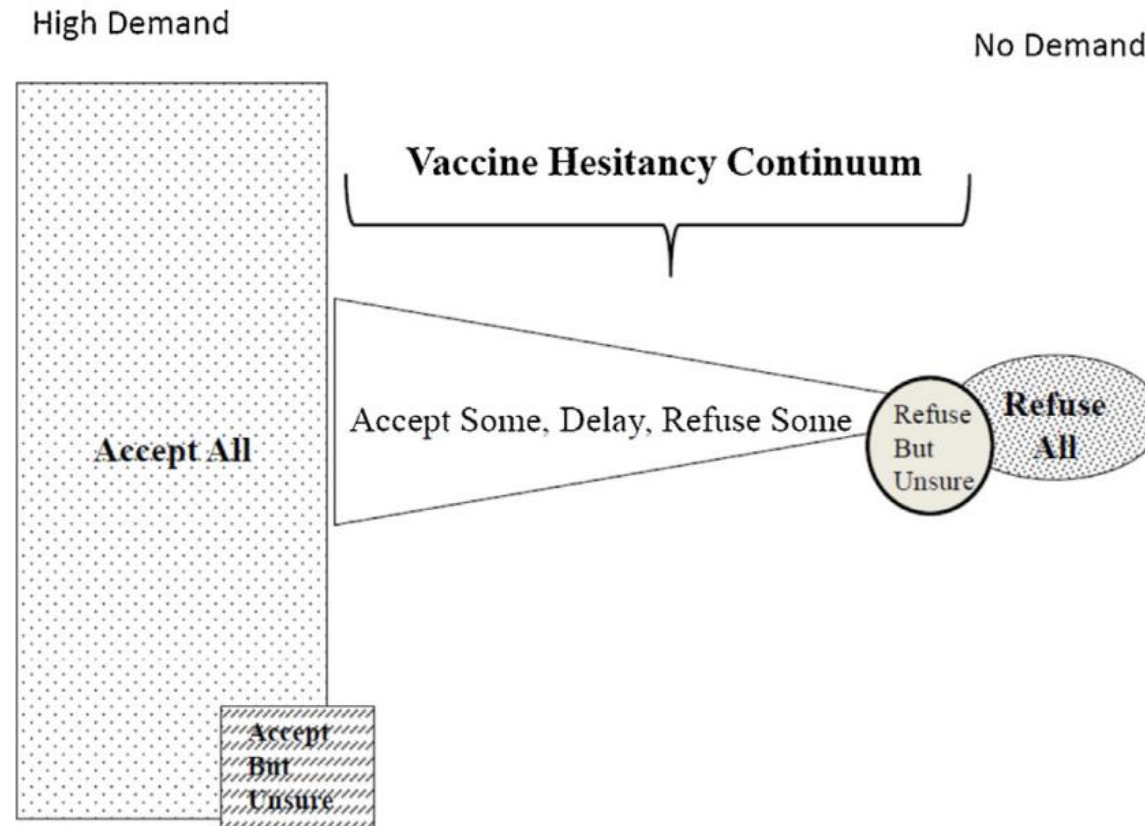 High Demand
No Demand
Vaccine Hesitancy Continuum
Accept All
Accept Some, Delay, Refuse Some
Refuse
But
Unsure
Refuse
All
Accept
But
Unsure